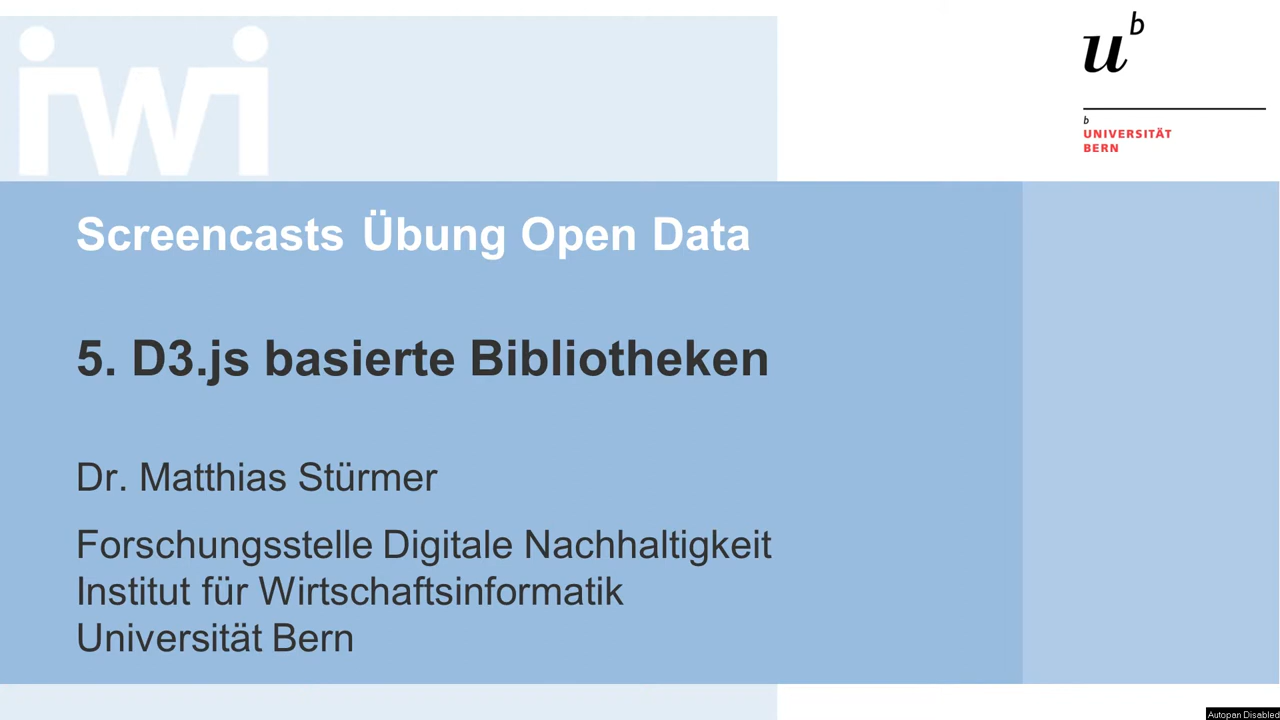 iwi
u b
b
UNIVERSITÄT
BERN
Screencasts Übung Open Data
5. D3.js basierte Bibliotheken
Dr. Matthias Stürmer
Forschungsstelle Digitale Nachhaltigkeit
Institut für Wirtschaftsinformatik
Universität Bern
Autopan Disabled